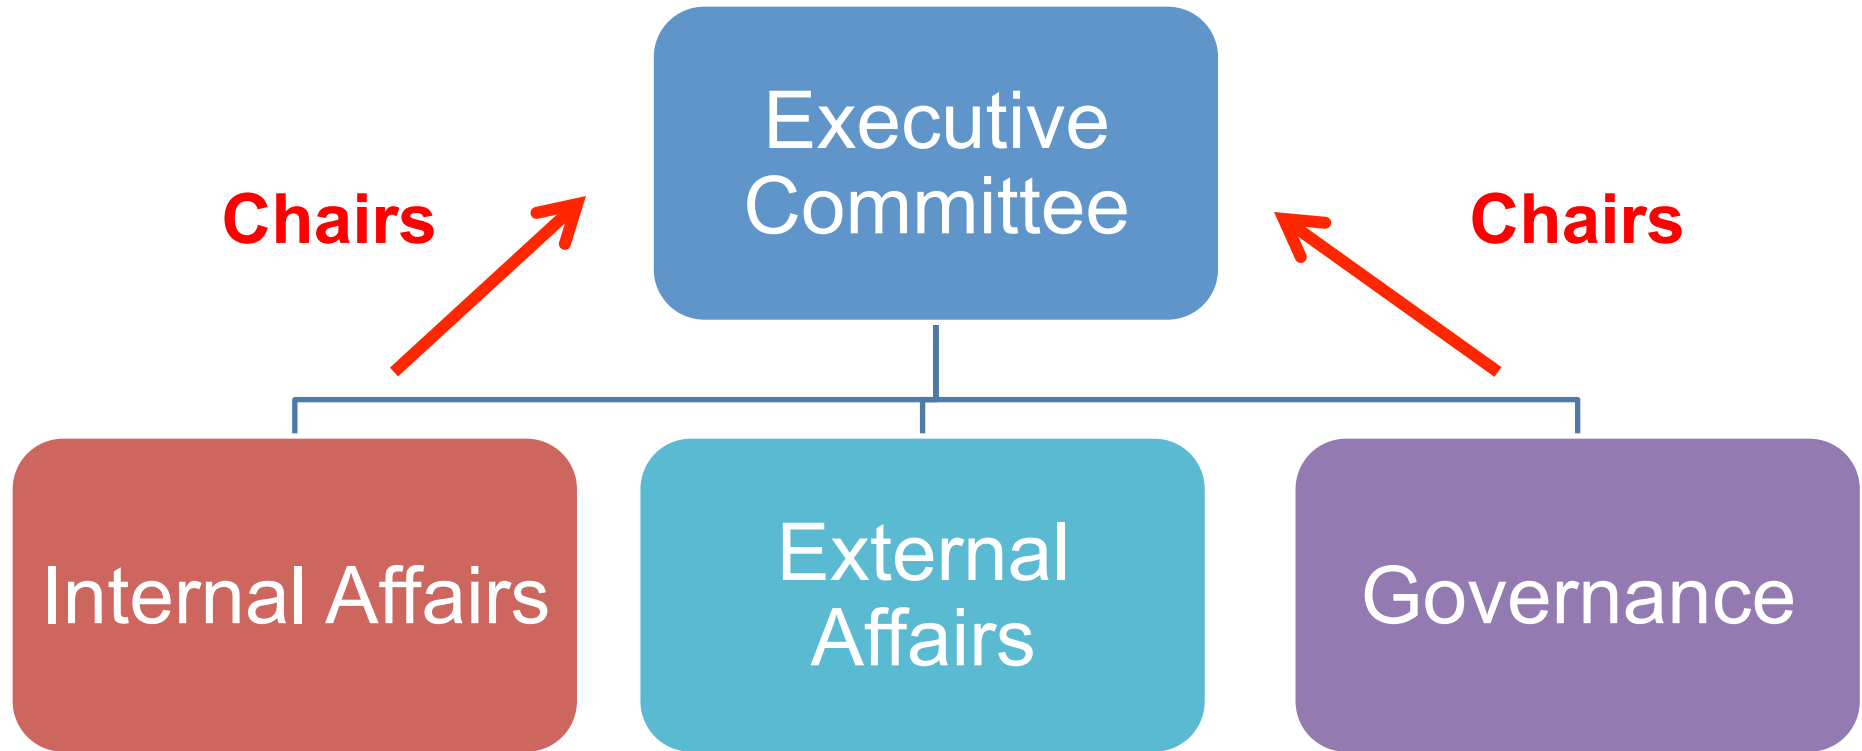 Executive
Committee
Chairs
Chairs
Internal Affairs
External
Affairs
Governance